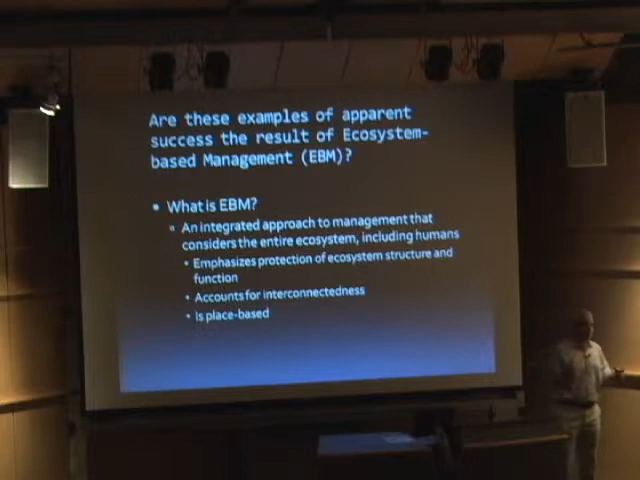 Are these examples of apparent
success the result of Ecosystem-
based Management (EBM)?
• What is EBM?
▪ An integrated approach to management that
considers the entire ecosystem, including humans
• Emphasizes protection of ecosystem structure and
function
• Accounts for interconnectedness
• Is place-based